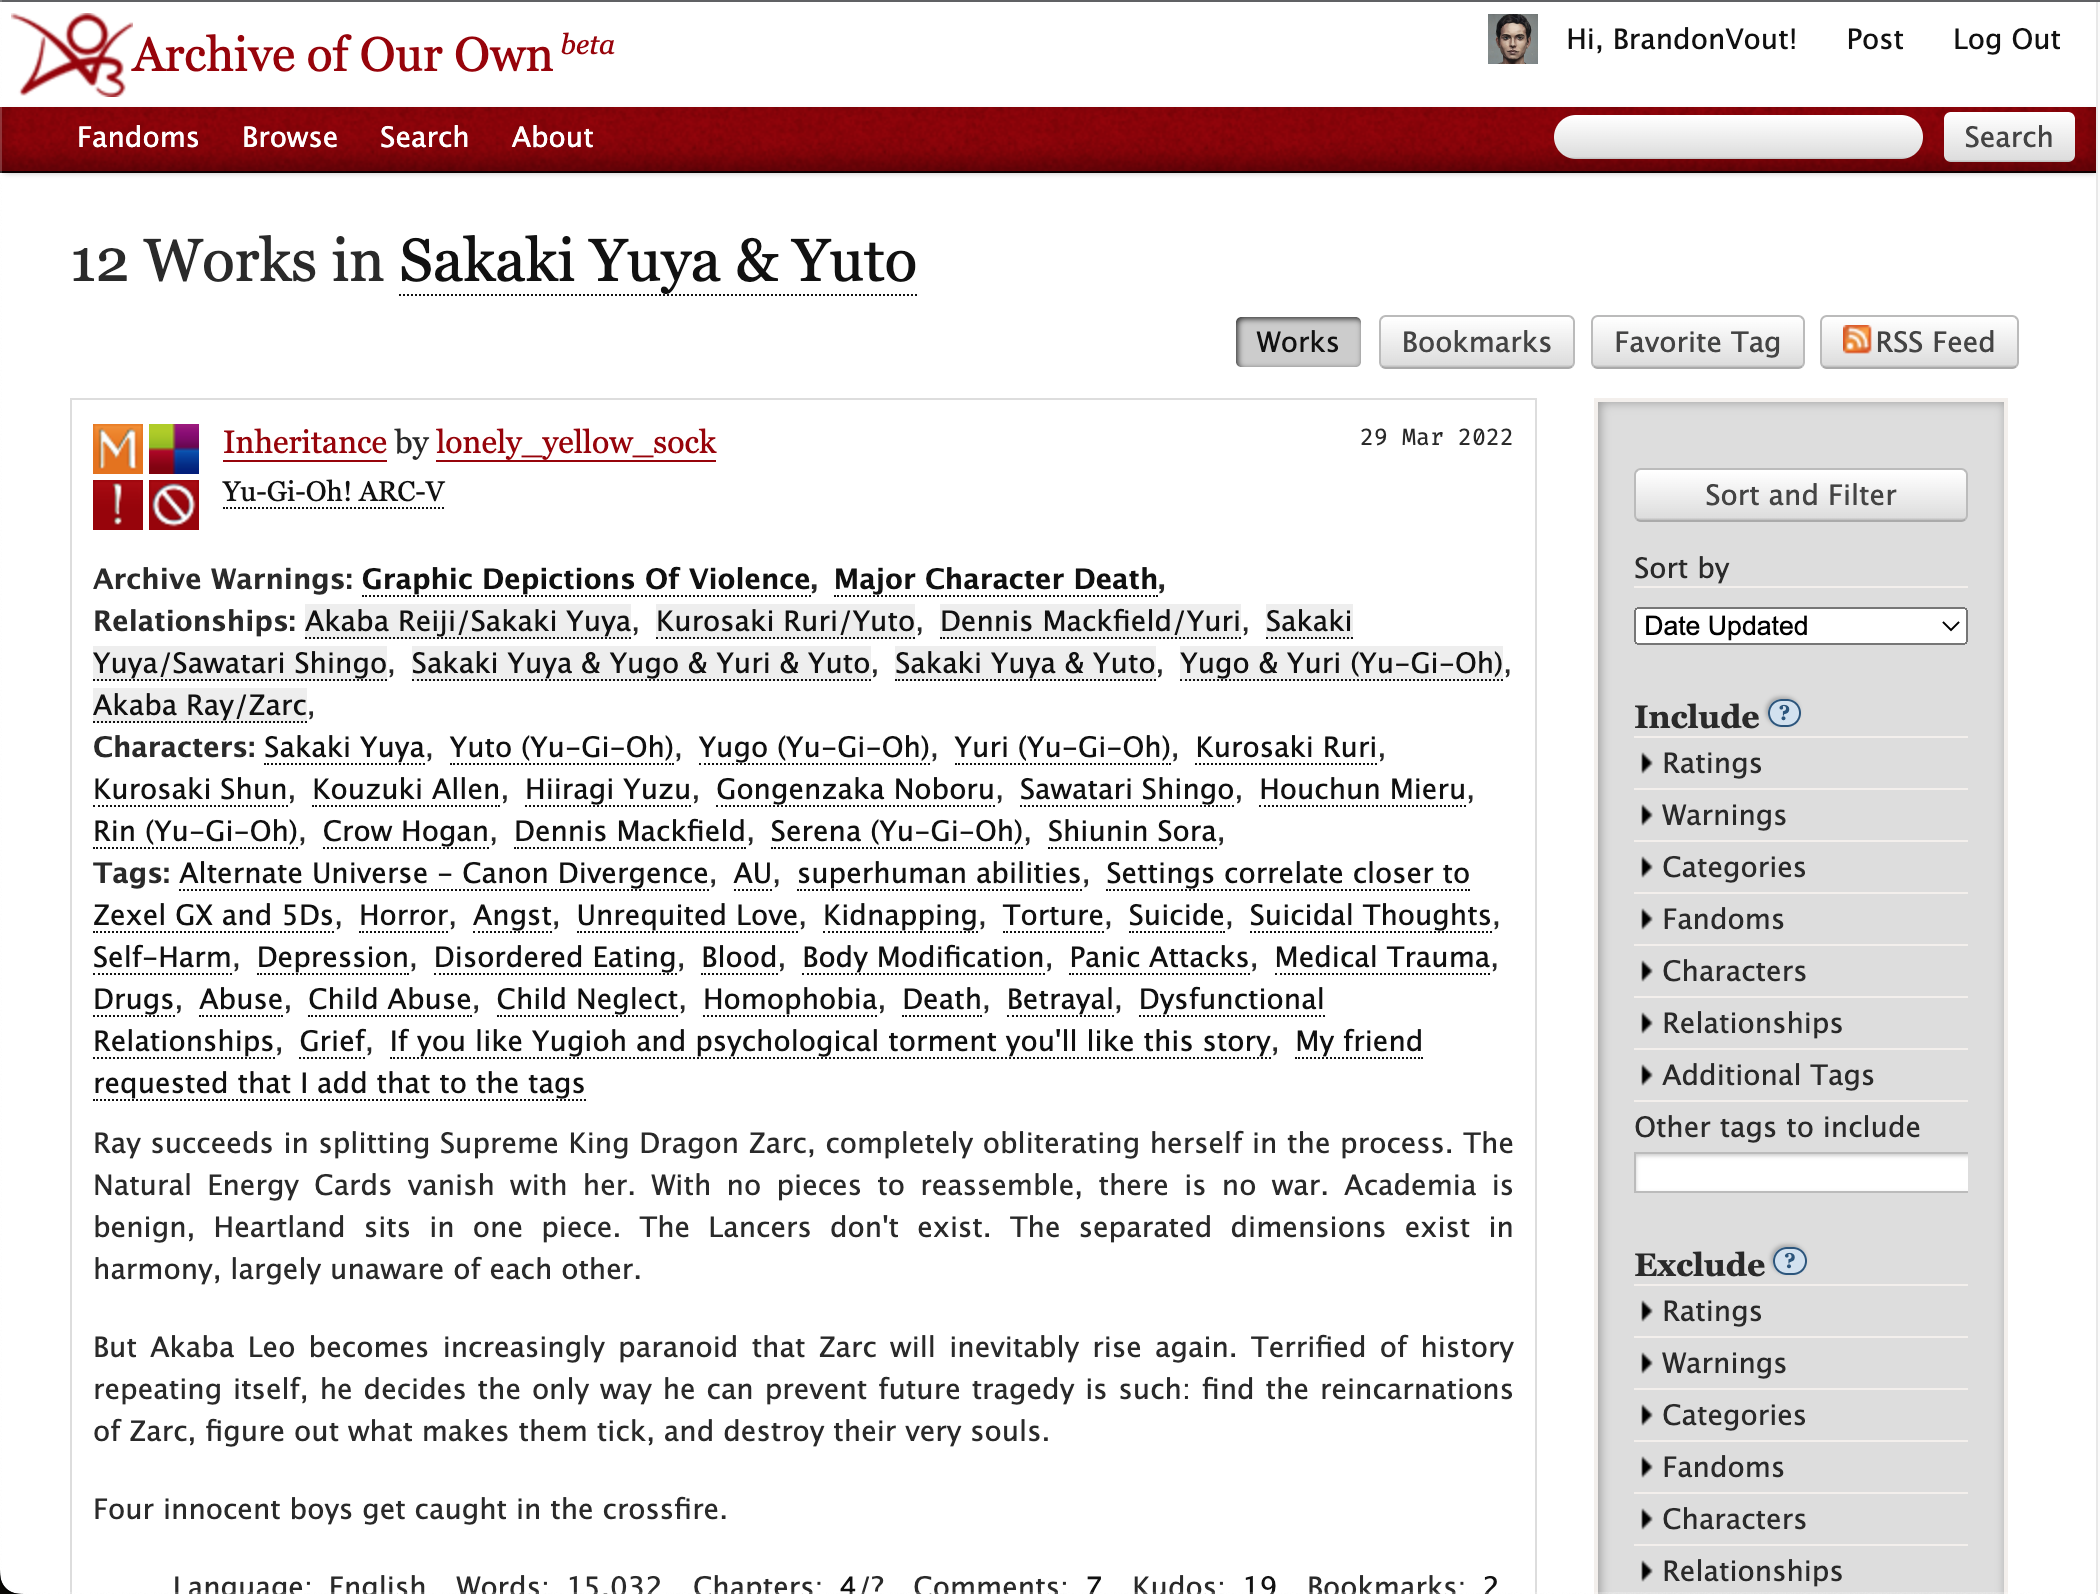 Archive of Our Own beta
Hi, BrandonVout! Post Log Out
Fandoms Browse Search About Search
12 Works in Sakaki Yuya & Yuto
Works Bookmarks Favorite Tag RSS Feed
M
Inheritance by lonely_yellow_sock
29 Mar 2022
Yu-Gi-Oh! ARC-V
!
Archive Warnings: Graphic Depictions Of Violence, Major Character Death,
Relationships: Akaba Reiji/Sakaki Yuya, Kurosaki Ruri/Yuto, Dennis Mackfield/Yuri, Sakaki
Yuya/Sawatari Shingo, Sakaki Yuya & Yugo & Yuri & Yuto, Sakaki Yuya & Yuto, Yugo & Yuri (Yu-Gi-Oh),
Akaba Ray/Zarc,
Characters: Sakaki Yuya, Yuto (Yu-Gi-Oh), Yugo (Yu-Gi-Oh), Yuri (Yu-Gi-Oh), Kurosaki Ruri,
Kurosaki Shun, Kouzuki Allen, Hiiragi Yuzu, Gongenzaka Noboru, Sawatari Shingo, Houchun Mieru,
Rin (Yu-Gi-Oh), Crow Hogan, Dennis Mackfield, Serena (Yu-Gi-Oh), Shiunin Sora,
Tags: Alternate Universe - Canon Divergence, AU, superhuman abilities, Settings correlate closer to
Zexel GX and 5Ds, Horror, Angst, Unrequited Love, Kidnapping, Torture, Suicide, Suicidal Thoughts,
Self-Harm, Depression, Disordered Eating, Blood, Body Modification, Panic Attacks, Medical Trauma,
Drugs, Abuse, Child Abuse, Child Neglect, Homophobia, Death, Betrayal, Dysfunctional
Relationships, Grief, If you like Yugioh and psychological torment you'll like this story, My friend
requested that I add that to the tags
Ray succeeds in splitting Supreme King Dragon Zarc, completely obliterating herself in the process. The
Natural Energy Cards vanish with her. With no pieces to reassemble, there is no war. Academia is
benign, Heartland sits in one piece. The Lancers don't exist. The separated dimensions exist in
harmony, largely unaware of each other.
But Akaba Leo becomes increasingly paranoid that Zarc will inevitably rise again. Terrified of history
repeating itself, he decides the only way he can prevent future tragedy is such: find the reincarnations
of Zarc, figure out what makes them tick, and destroy their very souls.
Four innocent boys get caught in the crossfire.
Language: English Words: 15,032 Chapters: 4/? Comments: 7 Kudos: 19 Bookmarks: 2
Sort and Filter
Sort by
Date Updated
Include ?
Ratings
Warnings
Categories
Fandoms
Characters
Relationships
Additional Tags
Other tags to include
Exclude ?
Ratings
Warnings
Categories
Fandoms
Characters
Relationships